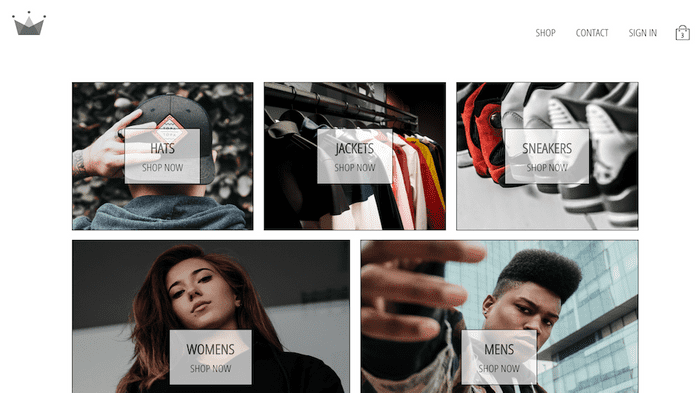 SHOP
CONTACT
SIGN IN
3
HATS
SHOP NOW
JACKETS
SHOP NOW
SNEAKERS
SHOP NOW
WOMENS
SHOP NOW
MENS
SHOP NOW